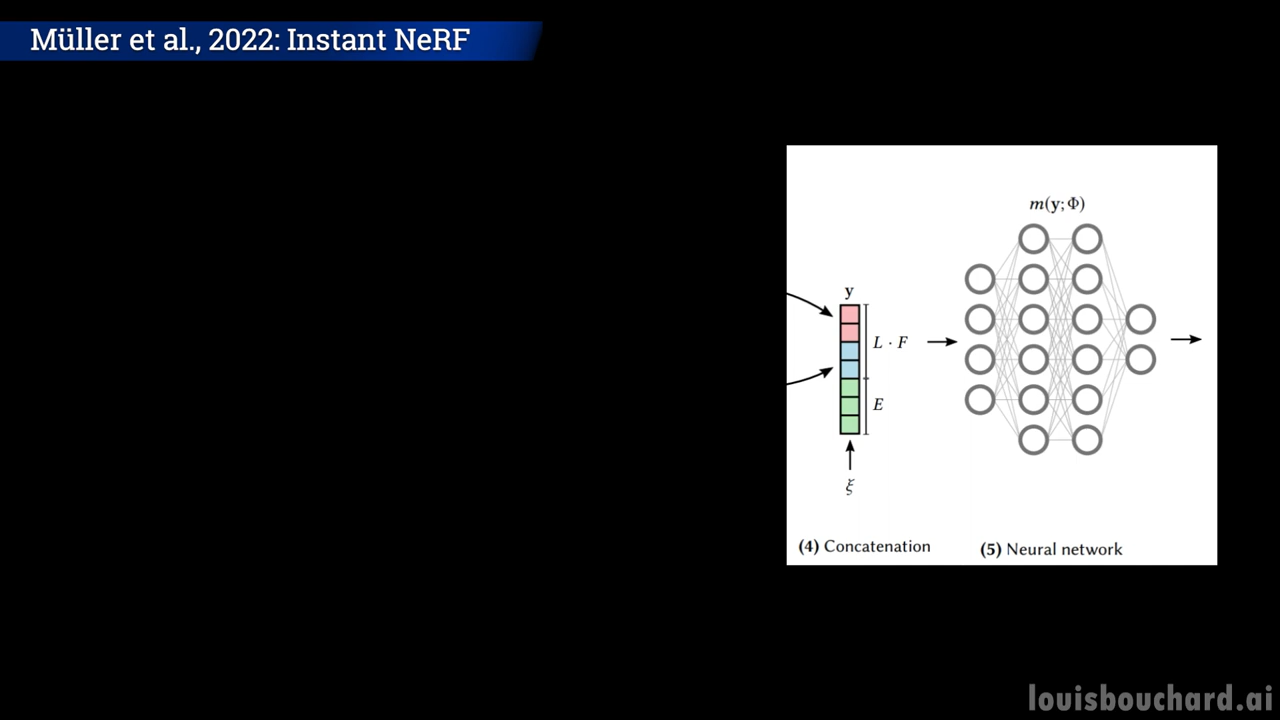 Müller et al., 2022: Instant NeRF
m(y;Φ)
y
L · F
E
ξ
(4) Concatenation
(5) Neural network
louisbouchard.ai